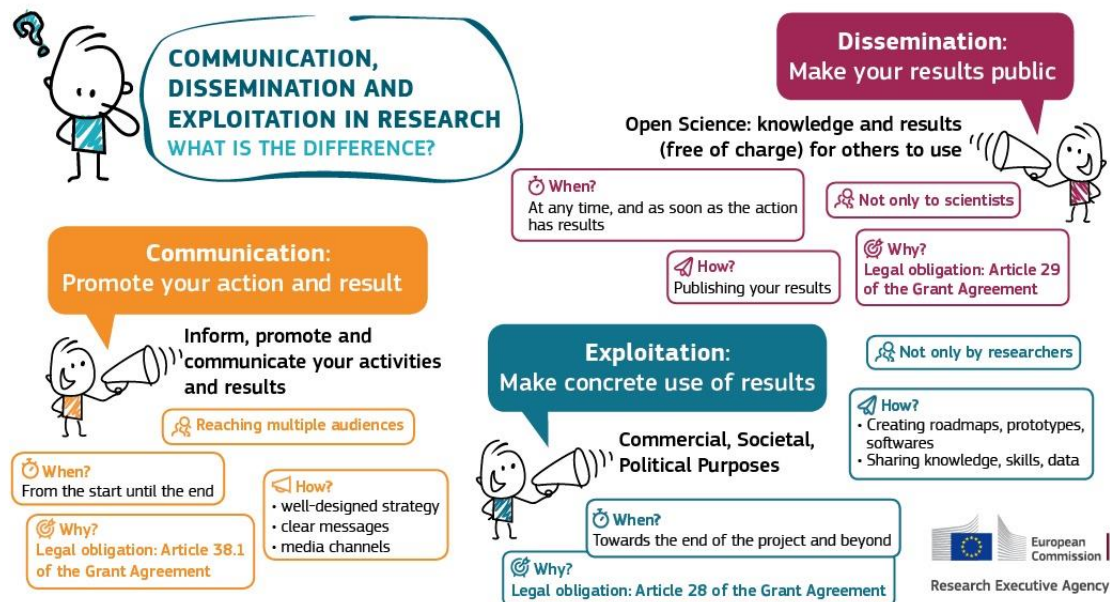 ?
COMMUNICATION,
DISSEMINATION AND
EXPLOITATION IN RESEARCH
WHAT IS THE DIFFERENCE?
Communication:
Promote your action and result
Inform, promote and
communicate your activities
and results
Reaching multiple audiences
When?
From the start until the end
How?
• well-designed strategy
• clear messages
• media channels
Why?
Legal obligation: Article 38.1
of the Grant Agreement
Dissemination:
Make your results public
Open Science: knowledge and results
(free of charge) for others to use
When?
At any time, and as soon as the action
has results
Not only to scientists
How?
Publishing your results
Why?
Legal obligation: Article 29
of the Grant Agreement
Exploitation:
Make concrete use of results
Commercial, Societal,
Political Purposes
Not only by researchers
How?
• Creating roadmaps, prototypes,
softwares
• Sharing knowledge, skills, data
When?
Towards the end of the project and beyond
Why?
Legal obligation: Article 28 of the Grant Agreement
European
Commission
Research Executive Agency